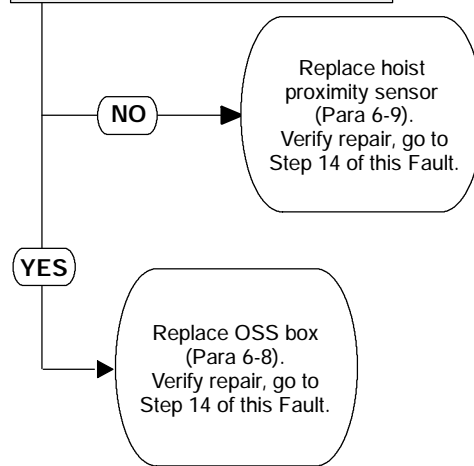 NO
Replace hoist
proximity sensor
(Para 6-9).
Verify repair, go to
Step 14 of this Fault.
YES
Replace OSS box
(Para 6-8).
Verify repair, go to
Step 14 of this Fault.